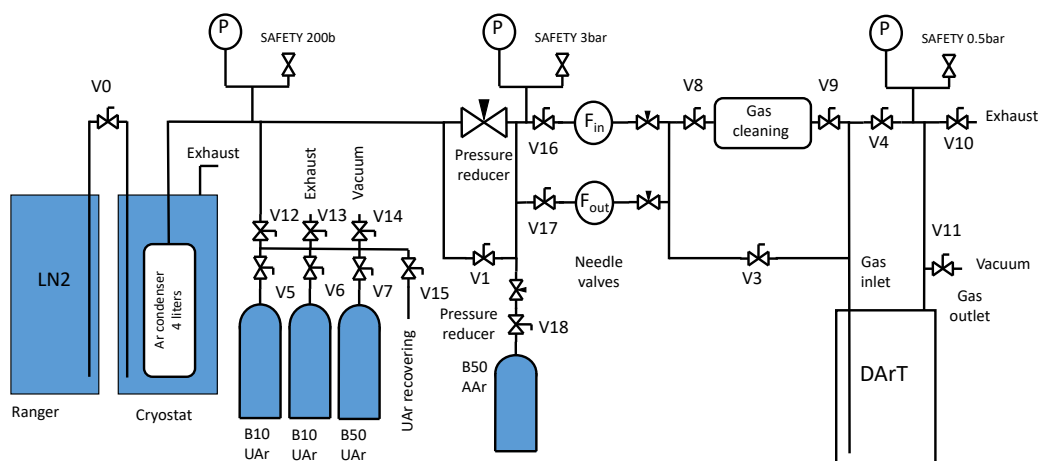 P
SAFETY 200b
P
SAFETY 3bar
P
SAFETY 0.5bar
V0
V8
V9
Fin
Gas
cleaning
Exhaust
V16
V4
V10
Exhaust
Exhaust
Vacuum
Pressure
reducer
Fout
V12
V13
V14
V17
V11
LN2
Ar condenser
4 liters
V1
Needle
valves
V3
Gas
inlet
Vacuum
Gas
outlet
V5
V6
V7
V15
Pressure
reducer
V18
UAr recovering
B50
AAr
DArT
Ranger
Cryostat
B10
UAr
B10
UAr
B50
UAr